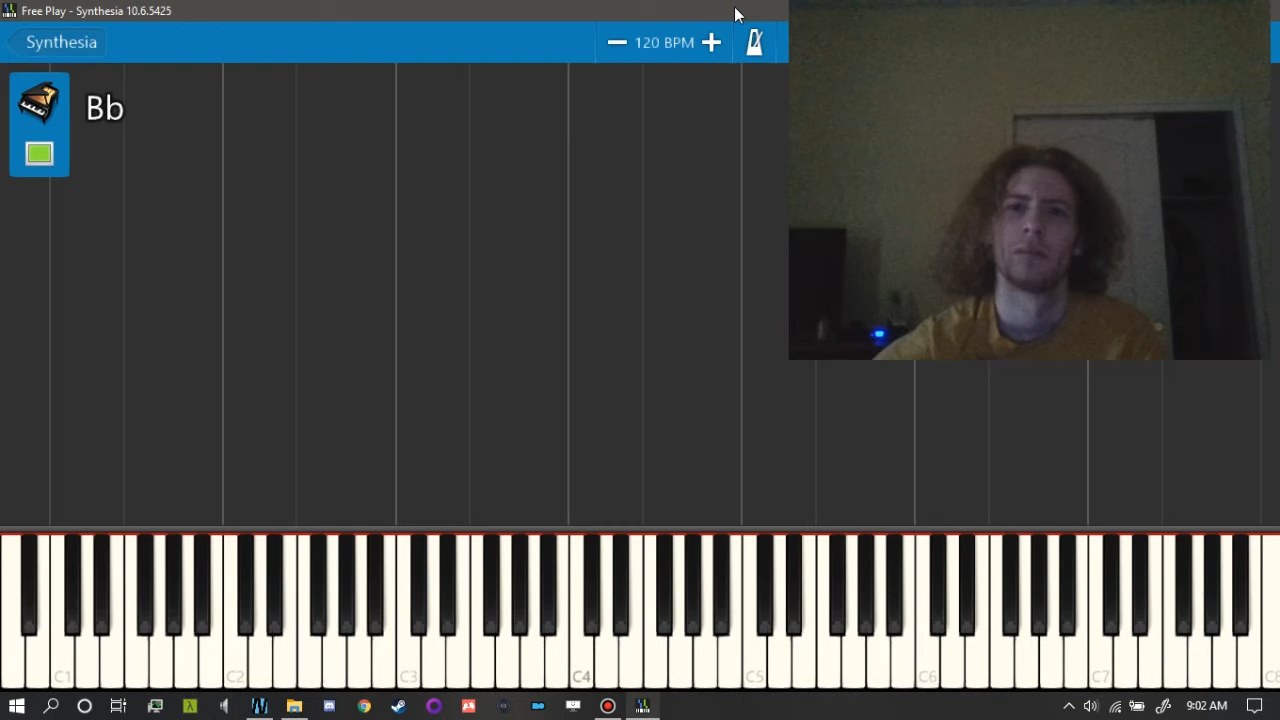 Free Play - Synthesia 10.6.5425
Synthesia
120 BPM
Bb
C1 C2 C3 C4 C5 C6 C7 C8
9:02 AM